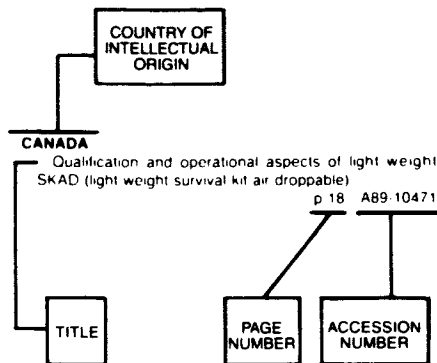 COUNTRY OF
INTELLECTUAL
ORIGIN
CANADA
Qualification and operational aspects of light weight
SKAD (light weight survival kit air droppable)
p 18 A89-10471
TITLE
PAGE
NUMBER
ACCESSION
NUMBER